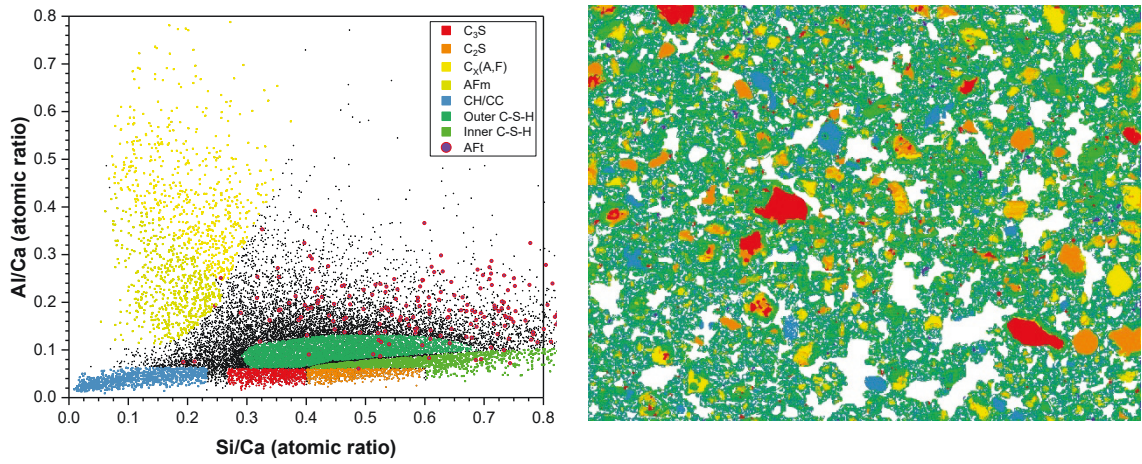 Al/Ca (atomic ratio)
0.8
0.7
0.6
0.5
0.4
0.3
0.2
0.1
0.0
C₃S
C₂S
Cₓ(A,F)
AFm
CH/CC
Outer C-S-H
Inner C-S-H
AFt
0.0 0.1 0.2 0.3 0.4 0.5 0.6 0.7 0.8
Si/Ca (atomic ratio)